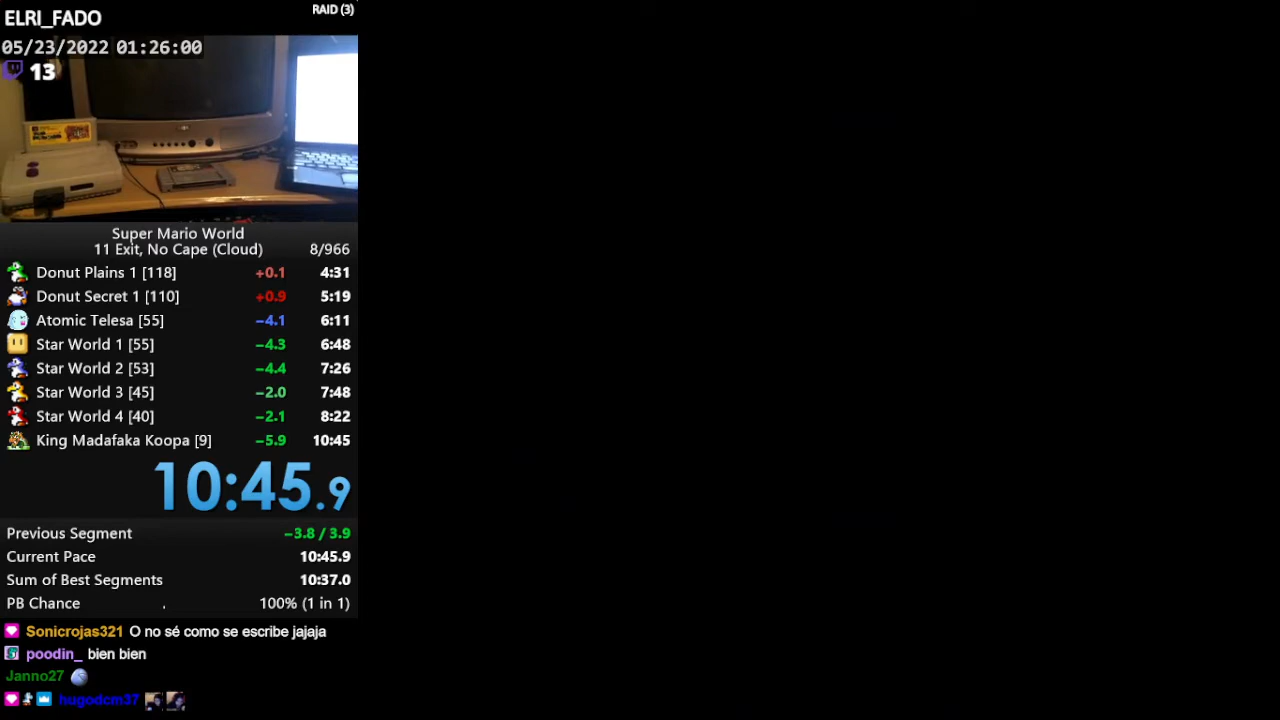 ELRI_FADO
RAID (3)
05/23/2022 01:26:00
13
Super Mario World
11 Exit, No Cape (Cloud) 8/966
Donut Plains 1 [118] +0.1 4:31
Donut Secret 1 [110] +0.9 5:19
Atomic Telesa [55] −4.1 6:11
Star World 1 [55] −4.3 6:48
Star World 2 [53] −4.4 7:26
Star World 3 [45] −2.0 7:48
Star World 4 [40] −2.1 8:22
King Madafaka Koopa [9] −5.9 10:45
10:45.9
Previous Segment −3.8 / 3.9
Current Pace 10:45.9
Sum of Best Segments 10:37.0
PB Chance . 100% (1 in 1)
Sonicrojas321 O no sé como se escribe jajaja
poodin_ bien bien
Janno27
hugodcm37